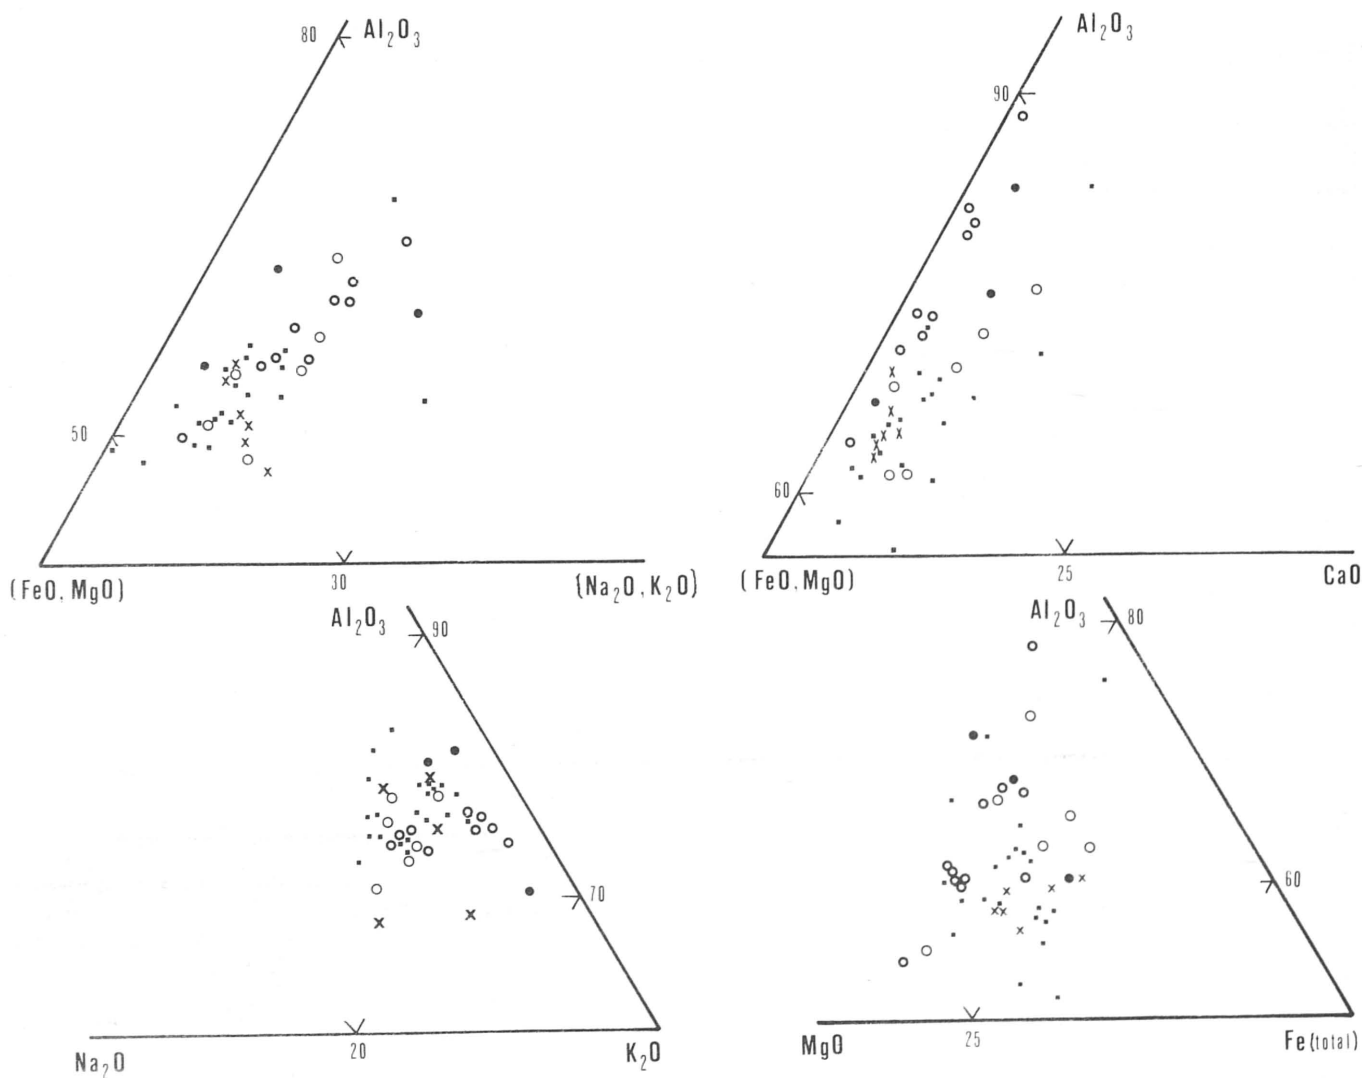 80 Al₂O₃
50
30
(FeO, MgO) {Na₂O, K₂O}
Al₂O₃
90
60
25
(FeO, MgO) CaO
Al₂O₃ 90
70
20
Na₂O K₂O
Al₂O₃ 80
60
25
MgO Fe (total)